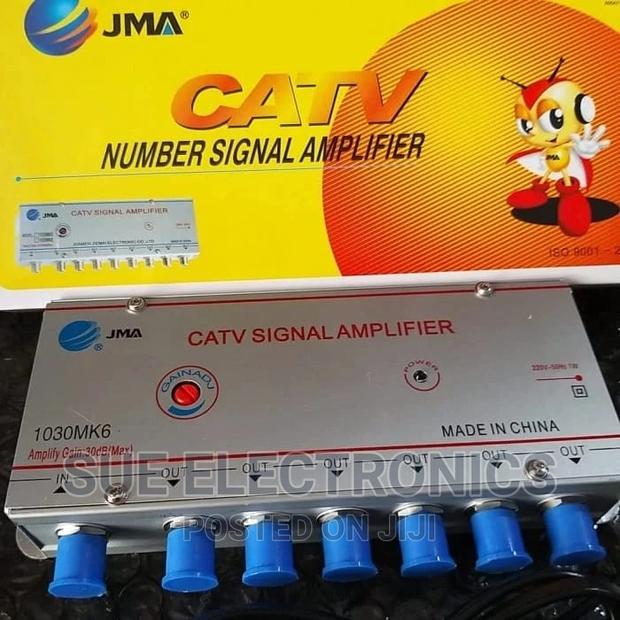 JMA®
CATV
NUMBER SIGNAL AMPLIFIER
JMA
CATV SIGNAL AMPLIFIER
JMA
ISO 9001 - 2
JMA
®
CATV SIGNAL AMPLIFIER
GAINADJ
POWER
220V~50Hz
1030MK6
Amplify Gain:30dB(Max)
MADE IN CHINA
IN OUT OUT OUT OUT OUT OUT
SUE ELECTRONICS
POSTED ON JIJI